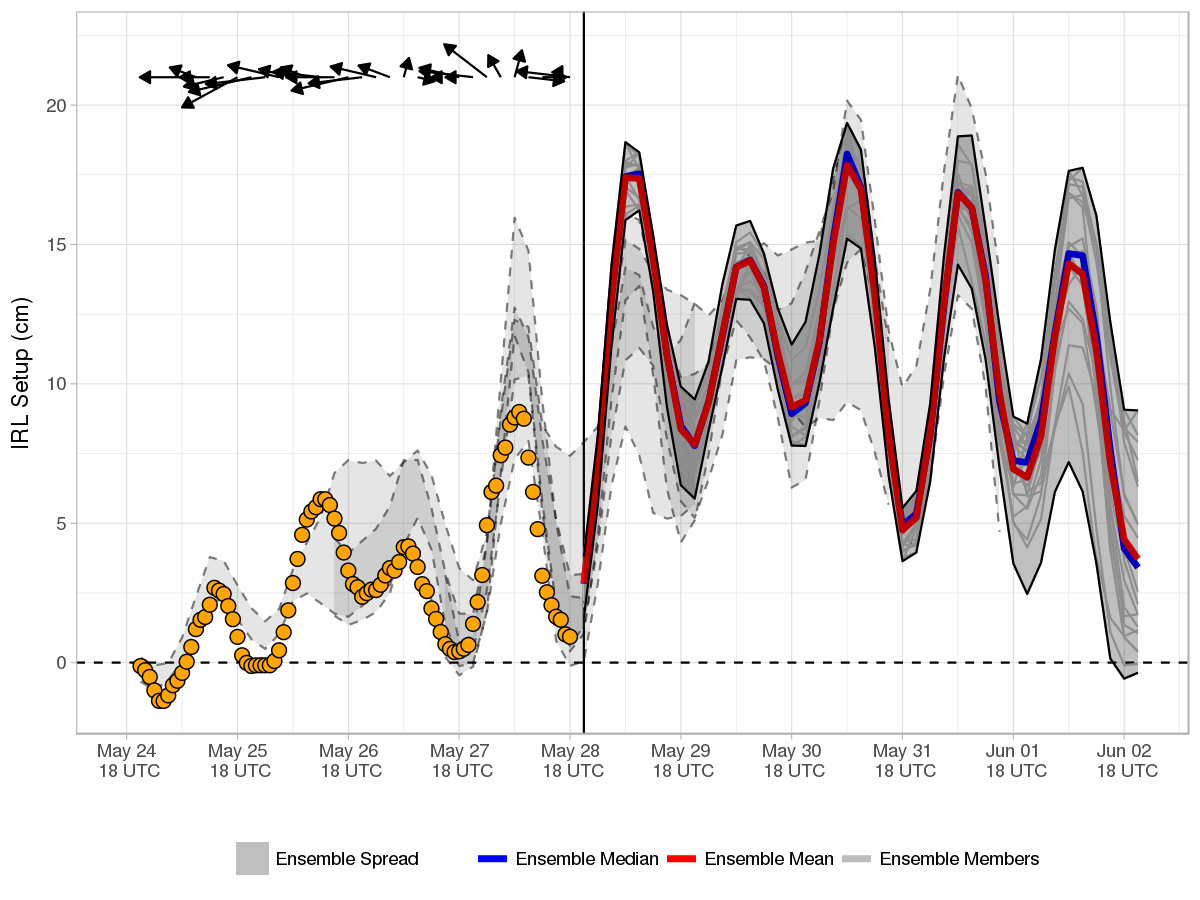 IRL Setup (cm)
20
15
10
5
0
May 24 May 25 May 26 May 27 May 28 May 29 May 30 May 31 Jun 01 Jun 02
18 UTC 18 UTC 18 UTC 18 UTC 18 UTC 18 UTC 18 UTC 18 UTC 18 UTC 18 UTC
Ensemble Spread Ensemble Median Ensemble Mean Ensemble Members